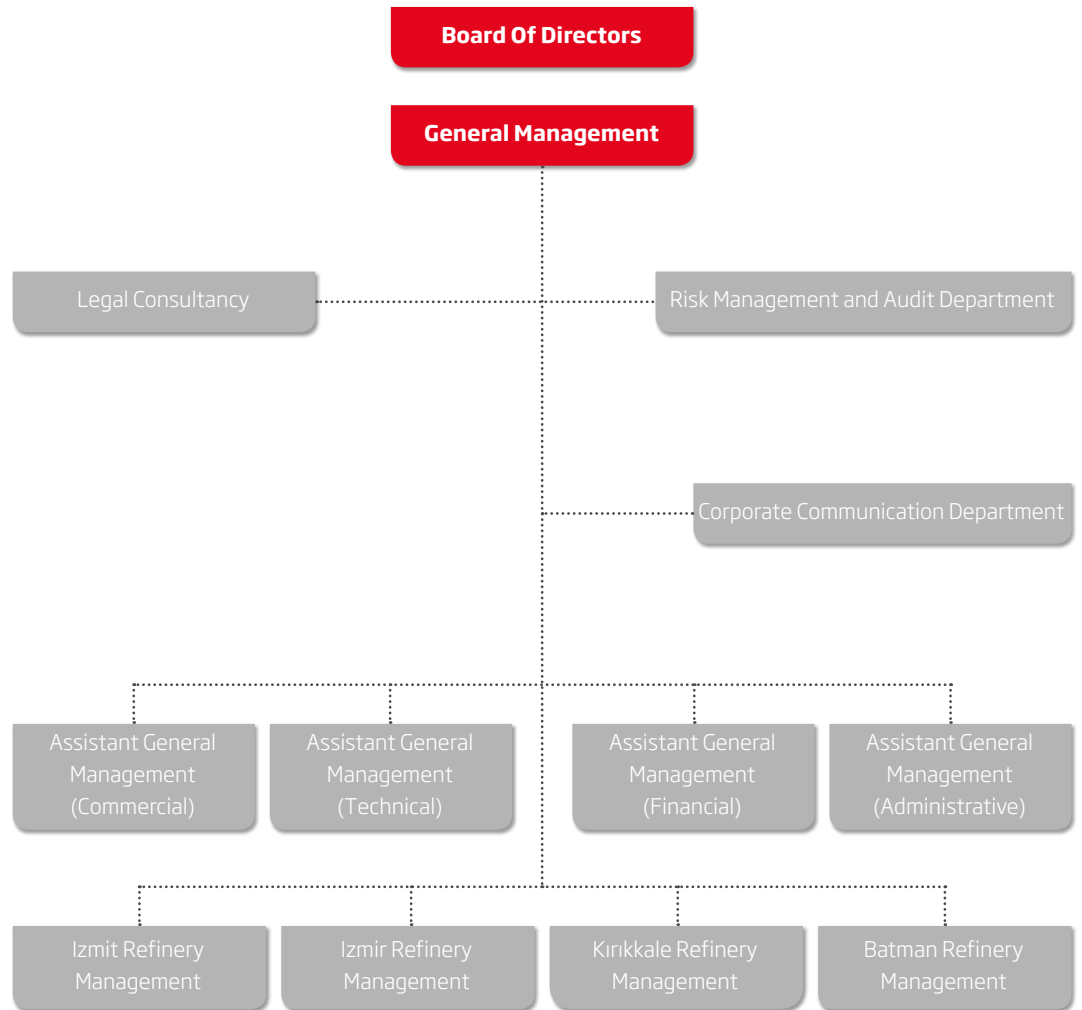 Board Of Directors
General Management
Legal Consultancy
Risk Management and Audit Department
Corporate Communication Department
Assistant General
Management
(Commercial)
Assistant General
Management
(Technical)
Assistant General
Management
(Financial)
Assistant General
Management
(Administrative)
Izmit Refinery
Management
Izmir Refinery
Management
Kırıkkale Refinery
Management
Batman Refinery
Management